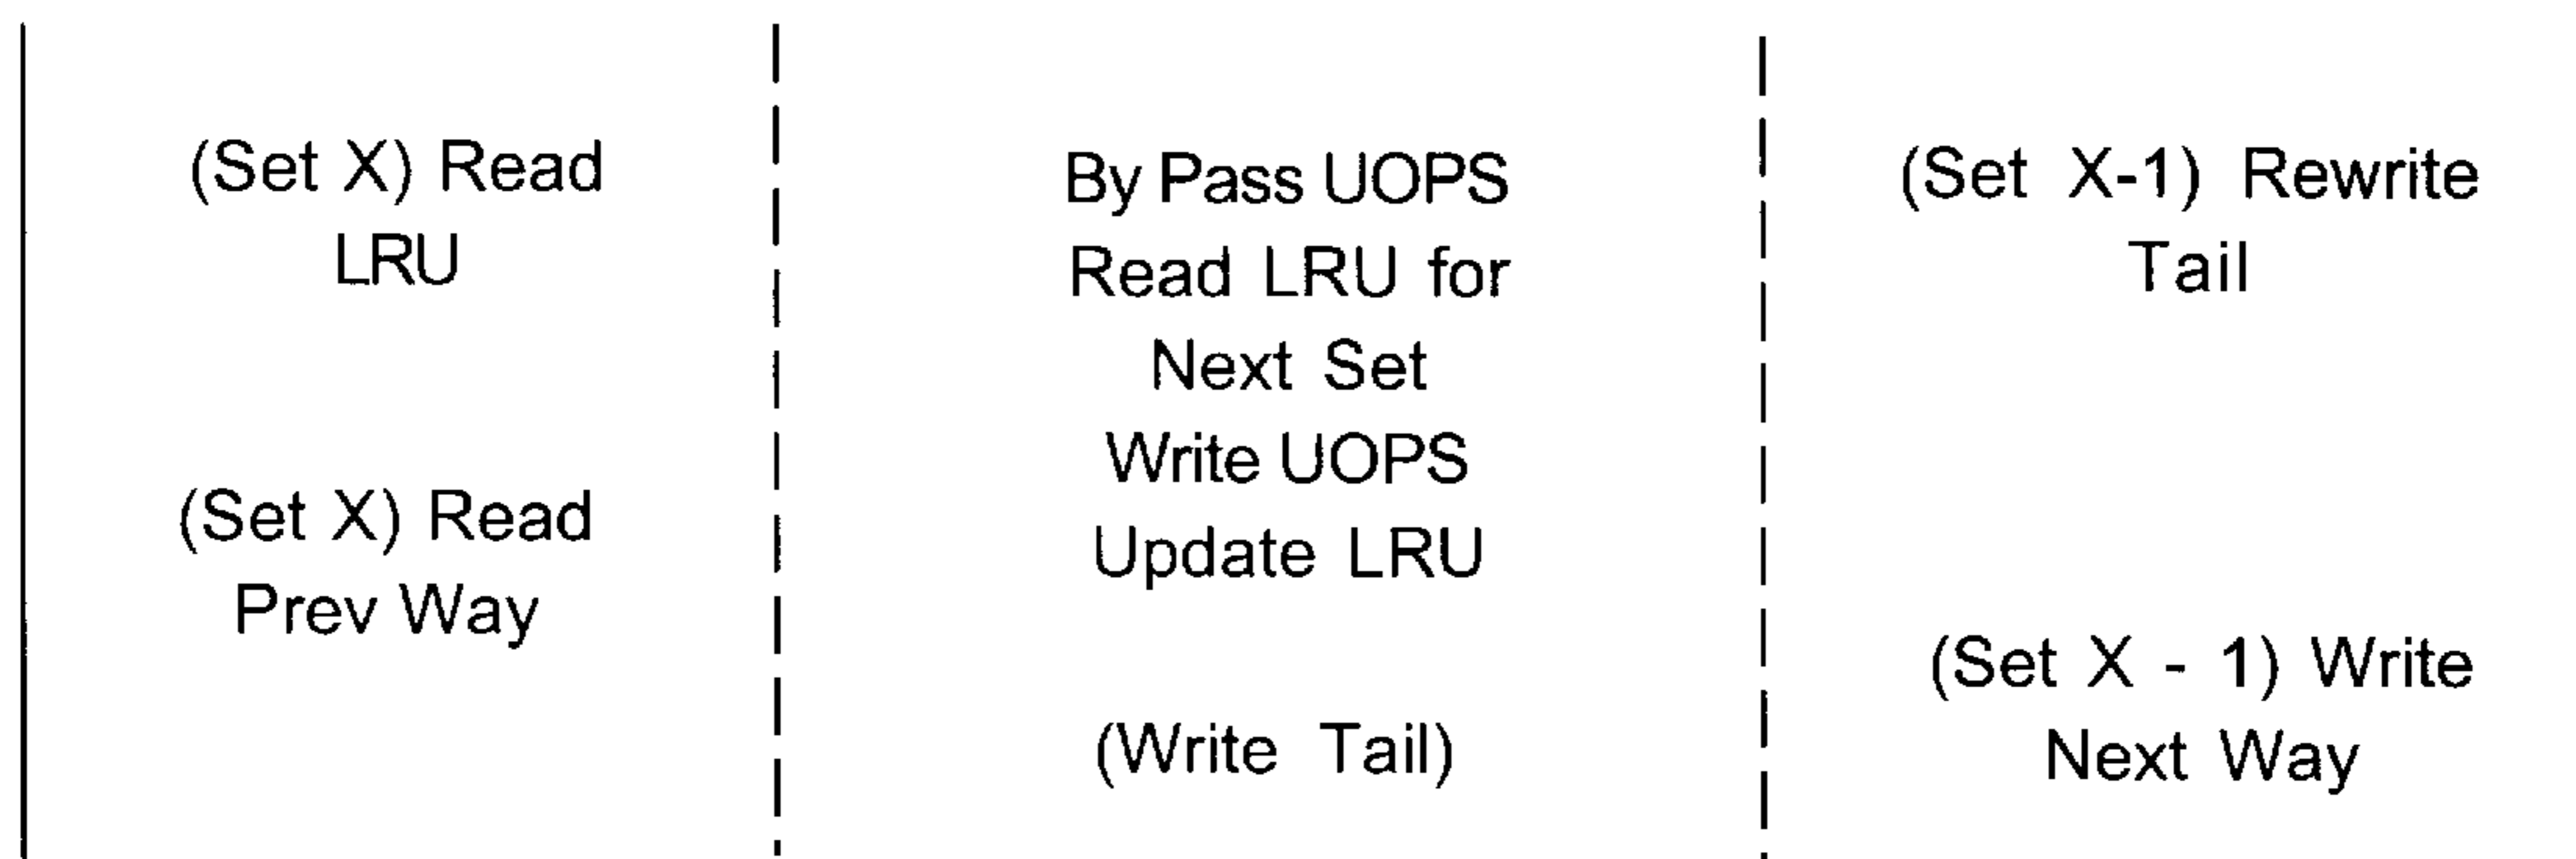 (Set X) Read
LRU
(Set X) Read
Prev Way
By Pass UOPS
Read LRU for
Next Set
Write UOPS
Update LRU
(Write Tail)
(Set X-1) Rewrite
Tail
(Set X - 1) Write
Next Way